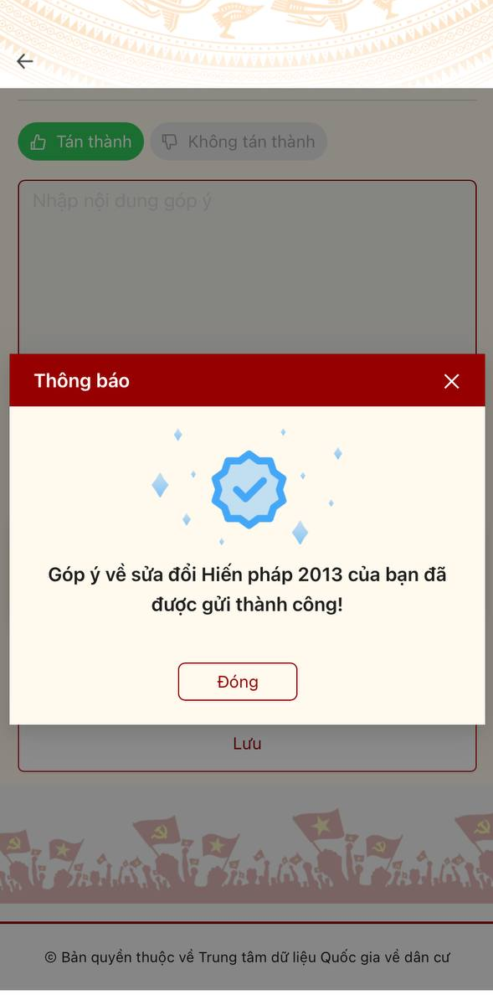 Tán thành
Không tán thành
Nhập nội dung góp ý
Thông báo
Góp ý về sửa đổi Hiến pháp 2013 của bạn đã
được gửi thành công!
Đóng
Lưu
© Bản quyền thuộc về Trung tâm dữ liệu Quốc gia về dân cư